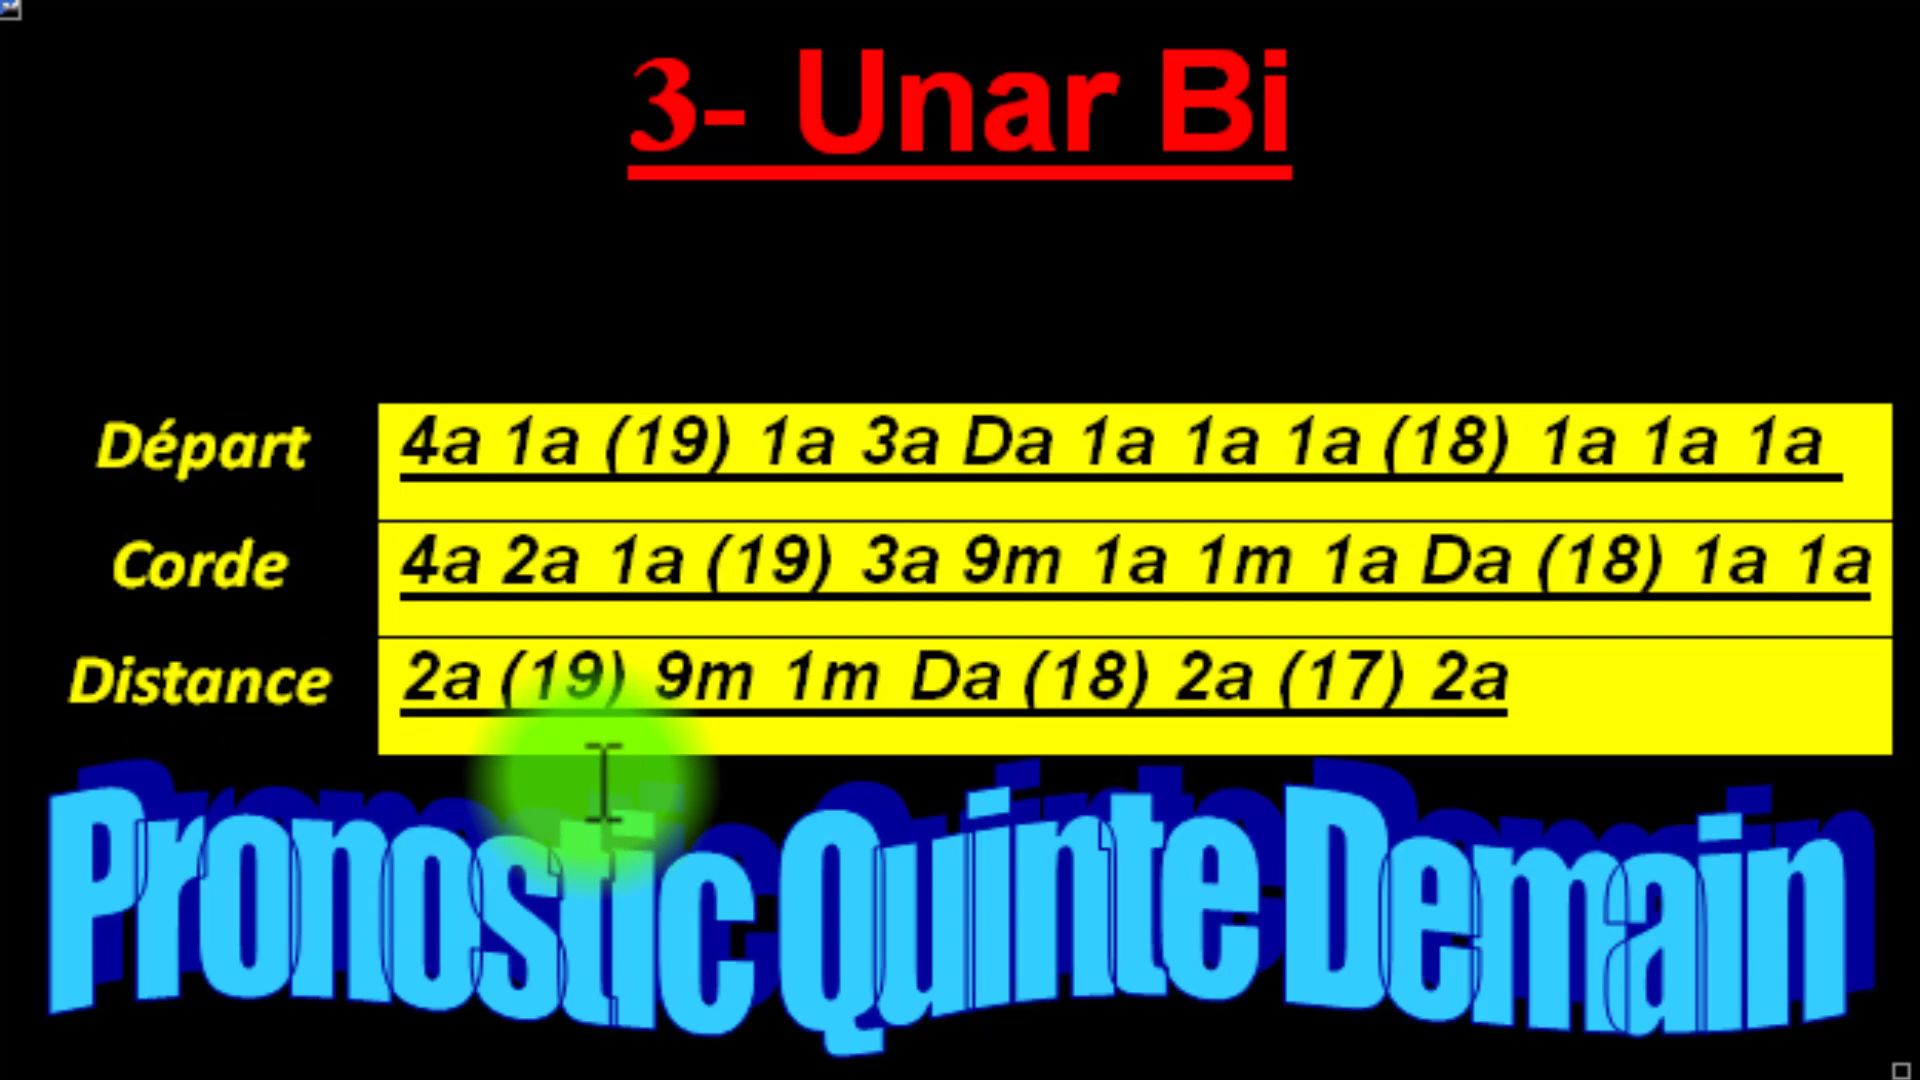 3- Unar Bi
Départ 4a 1a (19) 1a 3a Da 1a 1a 1a (18) 1a 1a 1a
Corde 4a 2a 1a (19) 3a 9m 1a 1m 1a Da (18) 1a 1a
Distance 2a (19) 9m 1m Da (18) 2a (17) 2a
Pronostic Quinte Demain